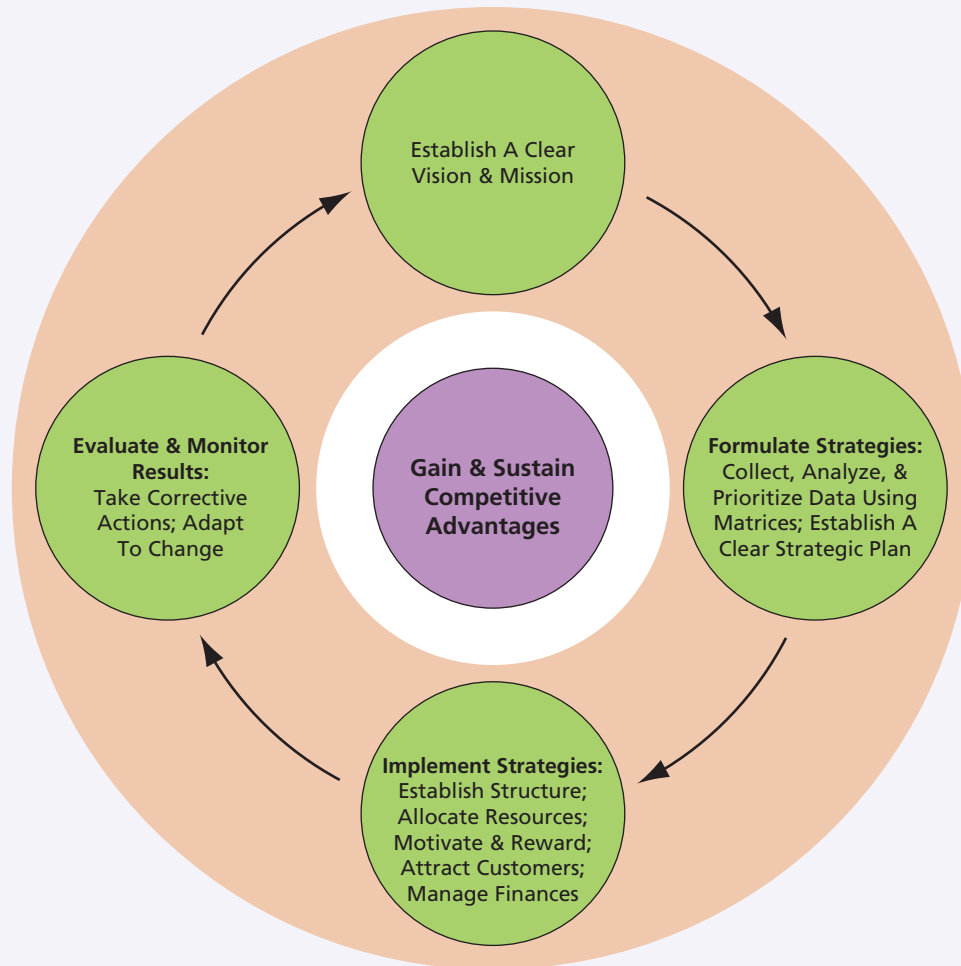 Establish A Clear
Vision & Mission
Formulate Strategies:
Collect, Analyze, &
Prioritize Data Using
Matrices; Establish A
Clear Strategic Plan
Implement Strategies:
Establish Structure;
Allocate Resources;
Motivate & Reward;
Attract Customers;
Manage Finances
Evaluate & Monitor
Results:
Take Corrective
Actions; Adapt
To Change
Gain & Sustain
Competitive
Advantages